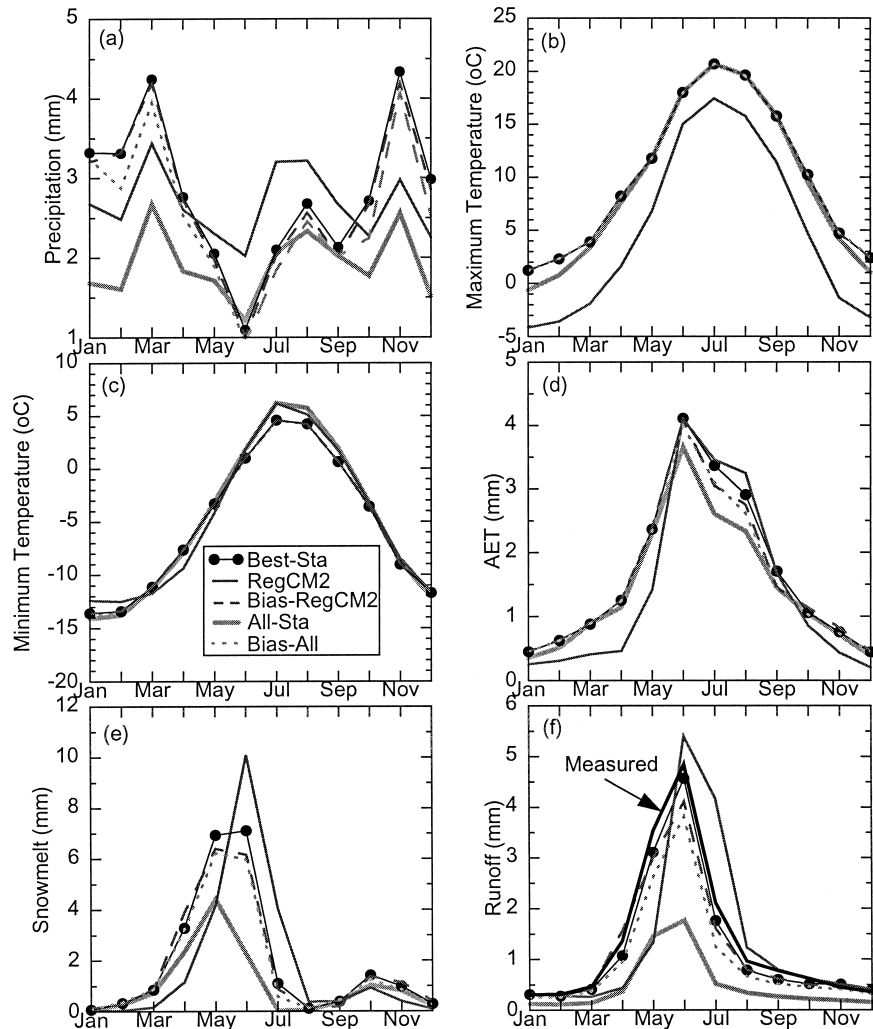 (a)
Precipitation (mm)
5
4
3
2
1
Jan Mar May Jul Sep Nov
(b)
Maximum Temperature (oC)
25
20
15
10
5
0
-5
Jan Mar May Jul Sep Nov
(c)
Minimum Temperature (oC)
10
5
0
-5
-10
-15
-20
Best-Sta
RegCM2
Bias-RegCM2
All-Sta
Bias-All
Jan Mar May Jul Sep Nov
(d)
AET (mm)
5
4
3
2
1
0
Jan Mar May Jul Sep Nov
(e)
Snowmelt (mm)
12
10
8
6
4
2
0
Jan Mar May Jul Sep Nov
(f)
Measured
Runoff (mm)
6
5
4
3
2
1
0
Jan Mar May Jul Sep Nov